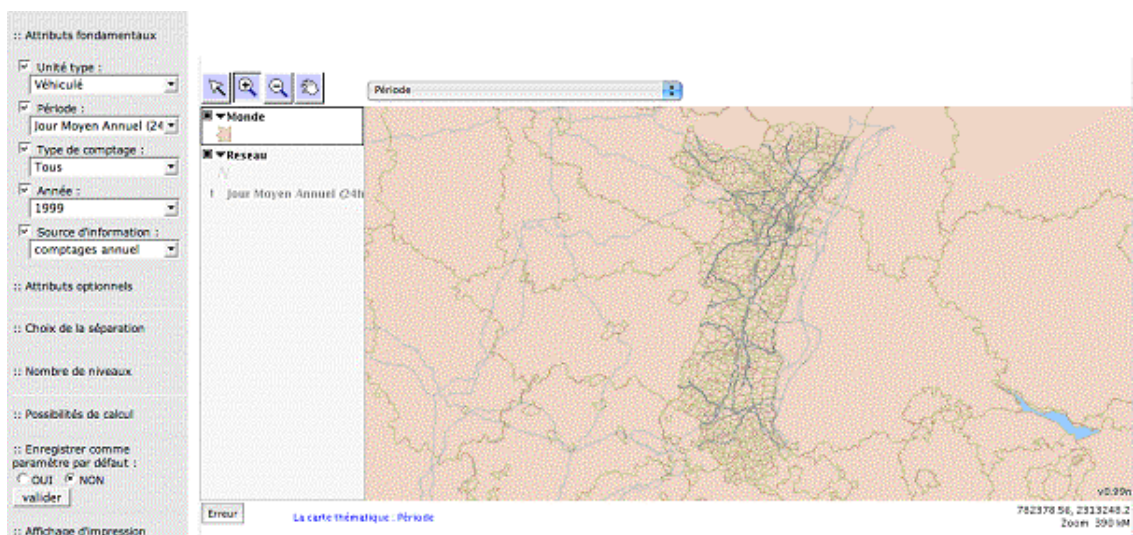 :: Attributs fondamentaux
Unité type :
Véhiculé
Période :
Jour Moyen Annuel (24
Type de comptage :
Tous
Année :
1999
Source d'information :
comptages annuel
:: Attributs optionnels
:: Choix de la séparation
:: Nombre de niveaux
:: Possibilités de calcul
:: Enregistrer comme
paramètre par défaut :
OUI NON
valider
:: Affichage d'impression
Période
Monde
Reseau
Jour Moyen Annuel (24h
v0.99n
Erreur
La carte thématique : Période
782378.56, 2313248.2
Zoom 390 kM